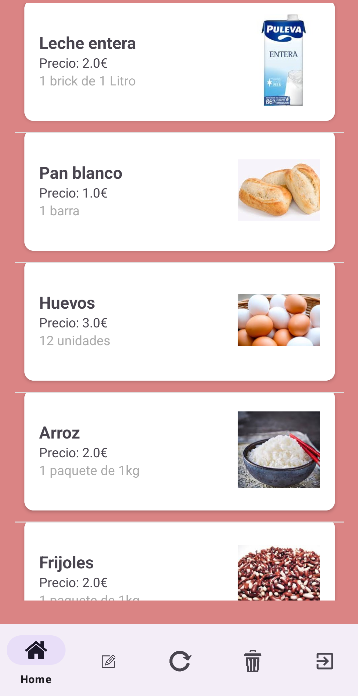 Leche entera
Precio: 2.0€
1 brick de 1 Litro
PULEVA
ENTERA
Pan blanco
Precio: 1.0€
1 barra
Huevos
Precio: 3.0€
12 unidades
Arroz
Precio: 2.0€
1 paquete de 1kg
Frijoles
Precio: 2.0€
1 paquete de 1kg
Home